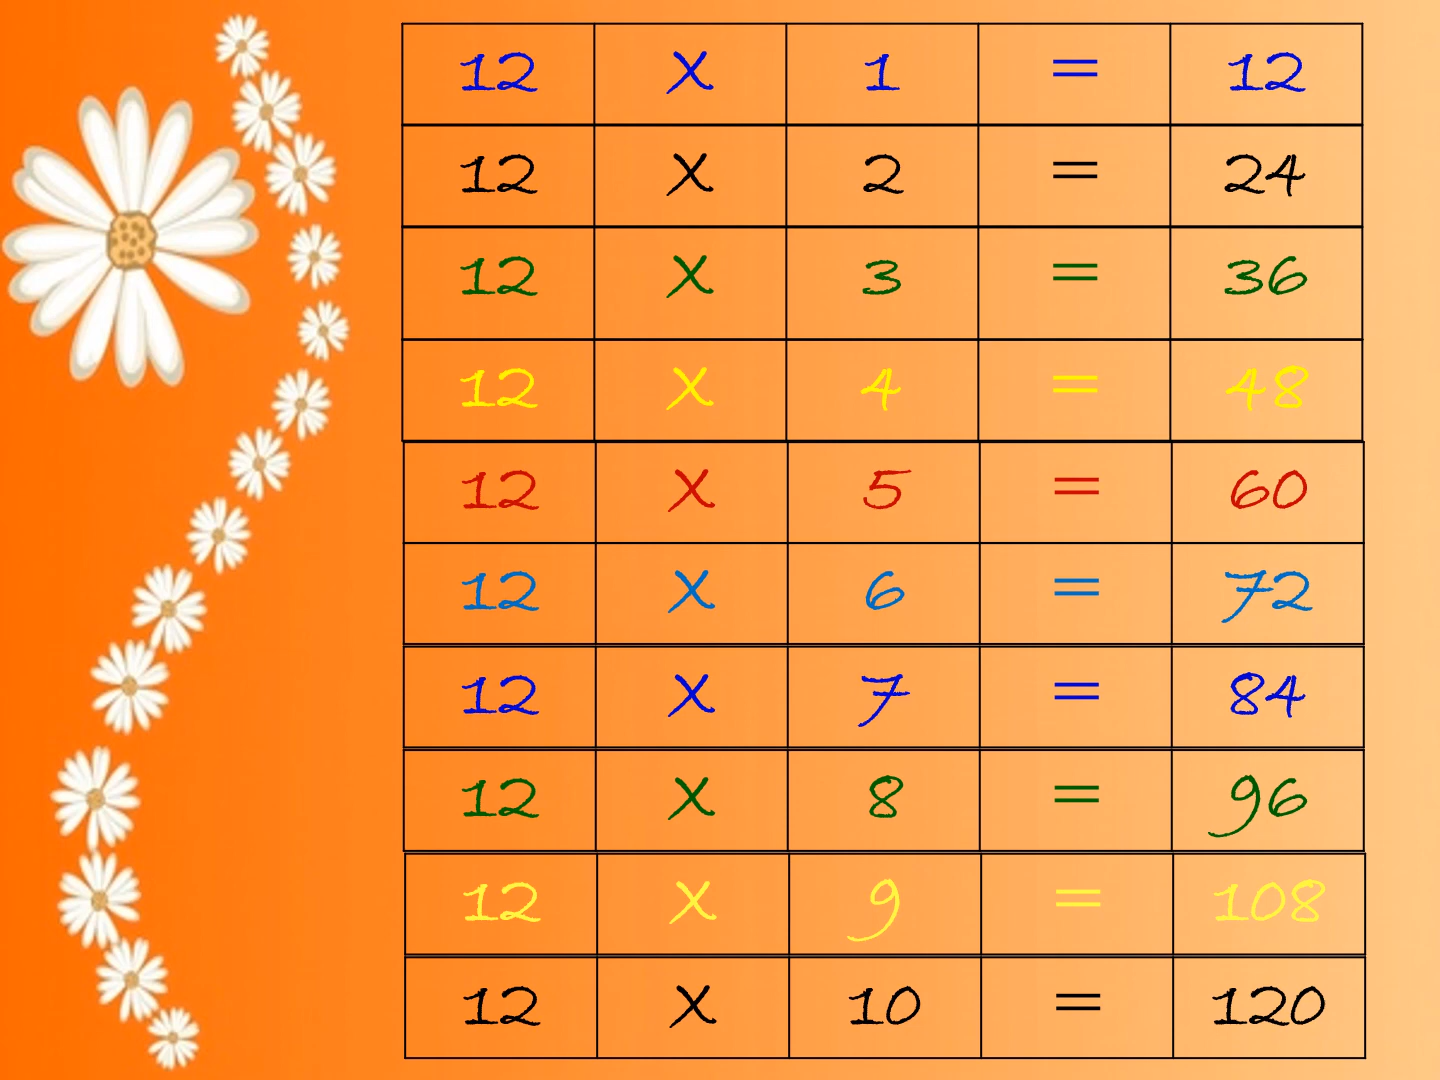 12 X 1 = 12
12 X 2 = 24
12 X 3 = 36
12 X 4 = 48
12 X 5 = 60
12 X 6 = 72
12 X 7 = 84
12 X 8 = 96
12 X 9 = 108
12 X 10 = 120